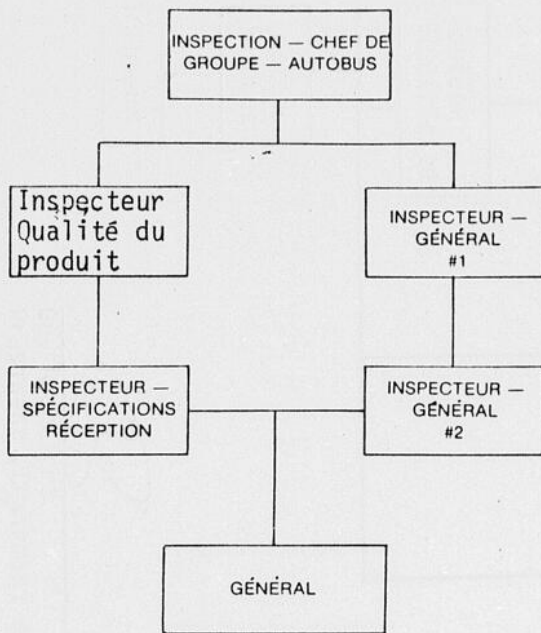 INSPECTION — CHEF DE
GROUPE — AUTOBUS
Inspecteur
Qualité du
produit
INSPECTEUR —
GÉNÉRAL
#1
INSPECTEUR —
SPÉCIFICATIONS
RÉCEPTION
INSPECTEUR —
GÉNÉRAL
#2
GÉNÉRAL